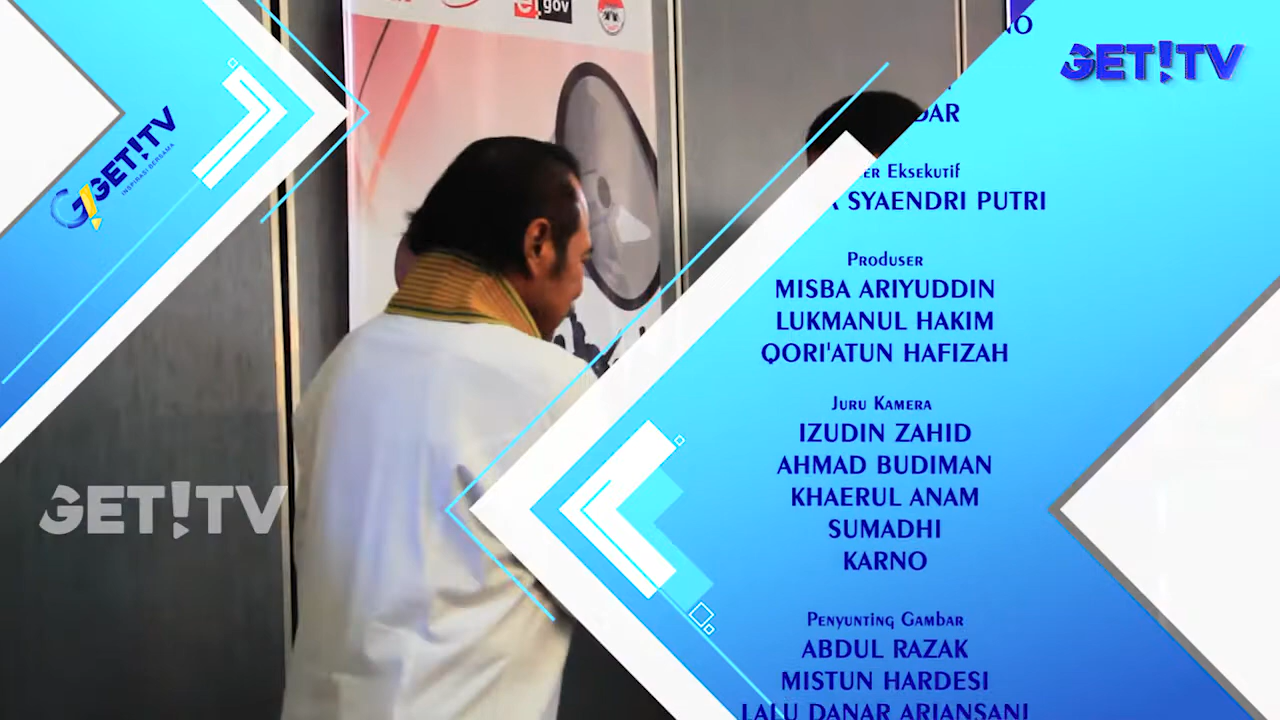 .gov
GET!TV
GET!TV
INSPIRASI BERSAMA
Eksekutif
SYAENDRI PUTRI
Produser
MISBA ARIYUDDIN
LUKMANUL HAKIM
QORI'ATUN HAFIZAH
Juru Kamera
IZUDIN ZAHID
AHMAD BUDIMAN
KHAERUL ANAM
SUMADHI
KARNO
GET!TV
Penyunting Gambar
ABDUL RAZAK
MISTUN HARDESI
LALU DANAR ARIANSANI